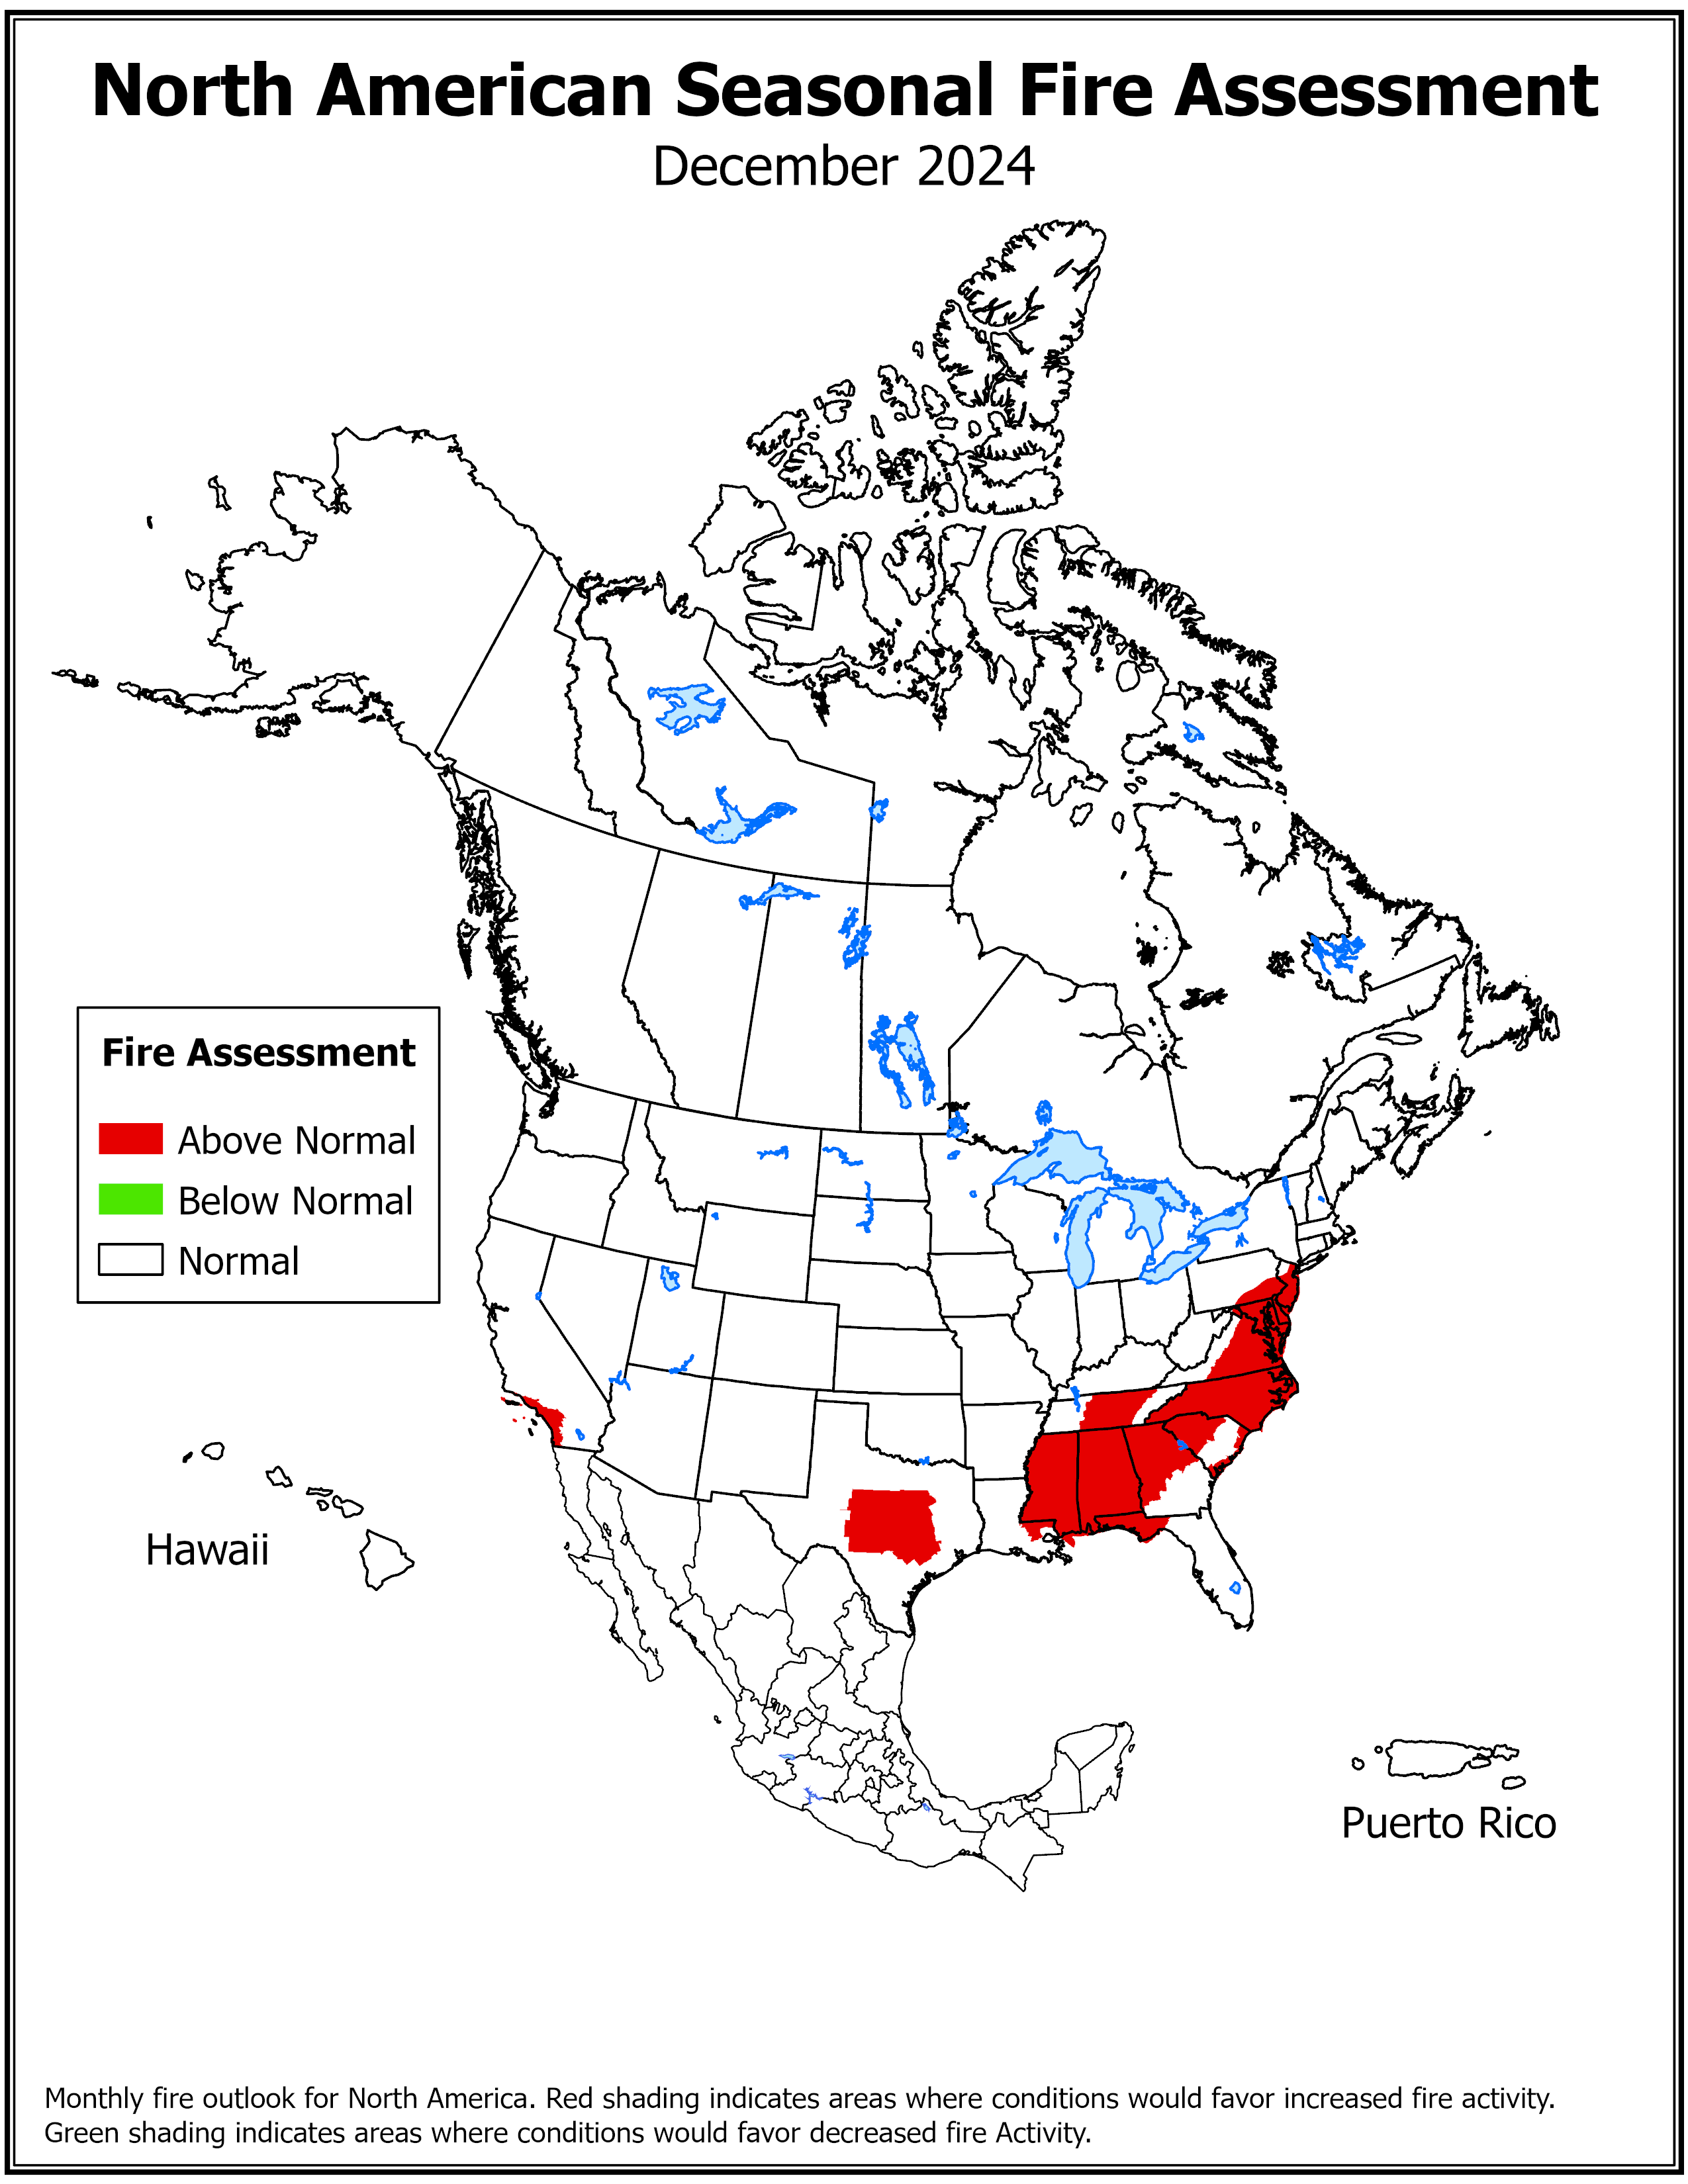 North American Seasonal Fire Assessment
December 2024
Fire Assessment
Above Normal
Below Normal
Normal
Hawaii
Puerto Rico
Monthly fire outlook for North America. Red shading indicates areas where conditions would favor increased fire activity.
Green shading indicates areas where conditions would favor decreased fire Activity.